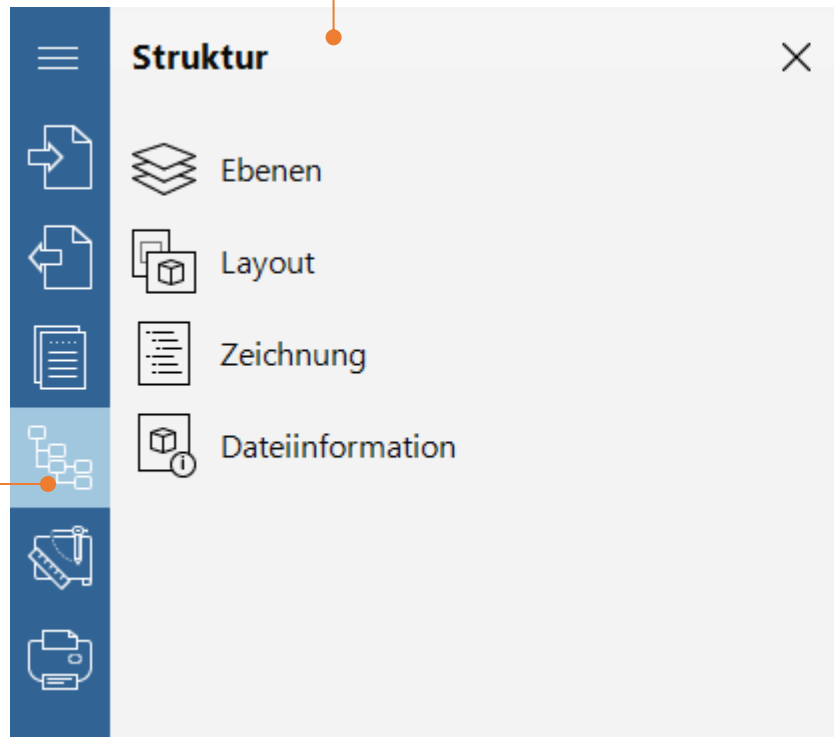 Struktur
Ebenen
Layout
Zeichnung
Dateiinformation